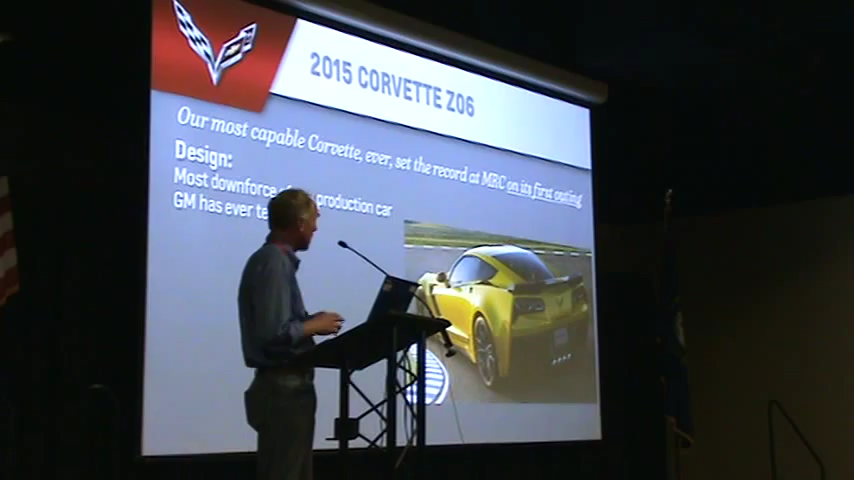 2015 CORVETTE Z06
Our most capable Corvette, ever, set the record at MRC on its first outing
Design:
Most downforce production car
GM has ever